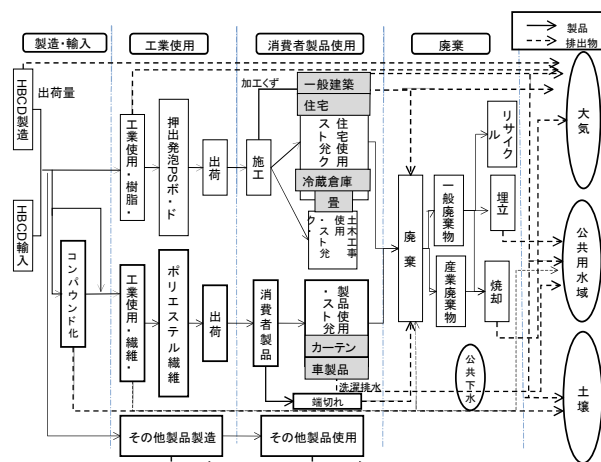 製品
排出物
製造・輸入
工業使用
消費者製品使用
廃棄
HBCD製造
出荷量
HBCD輸入
コンパウンド化
工業使用・樹脂・
押出発泡PSボード
出荷
加工くず
施工
一般建築
住宅
住宅使用
ストック
冷蔵倉庫
畳
土木工事
使用
・スト
工業使用・繊維・
ポリエステル繊維
出荷
消費者製品
製品使用
・スト
カーテン
車製品
洗濯排水
端切れ
その他製品製造
その他製品使用
廃棄
一般廃棄物
産業廃棄物
リサイクル
埋立
焼却
公共下水
大気
公共用水域
土壌